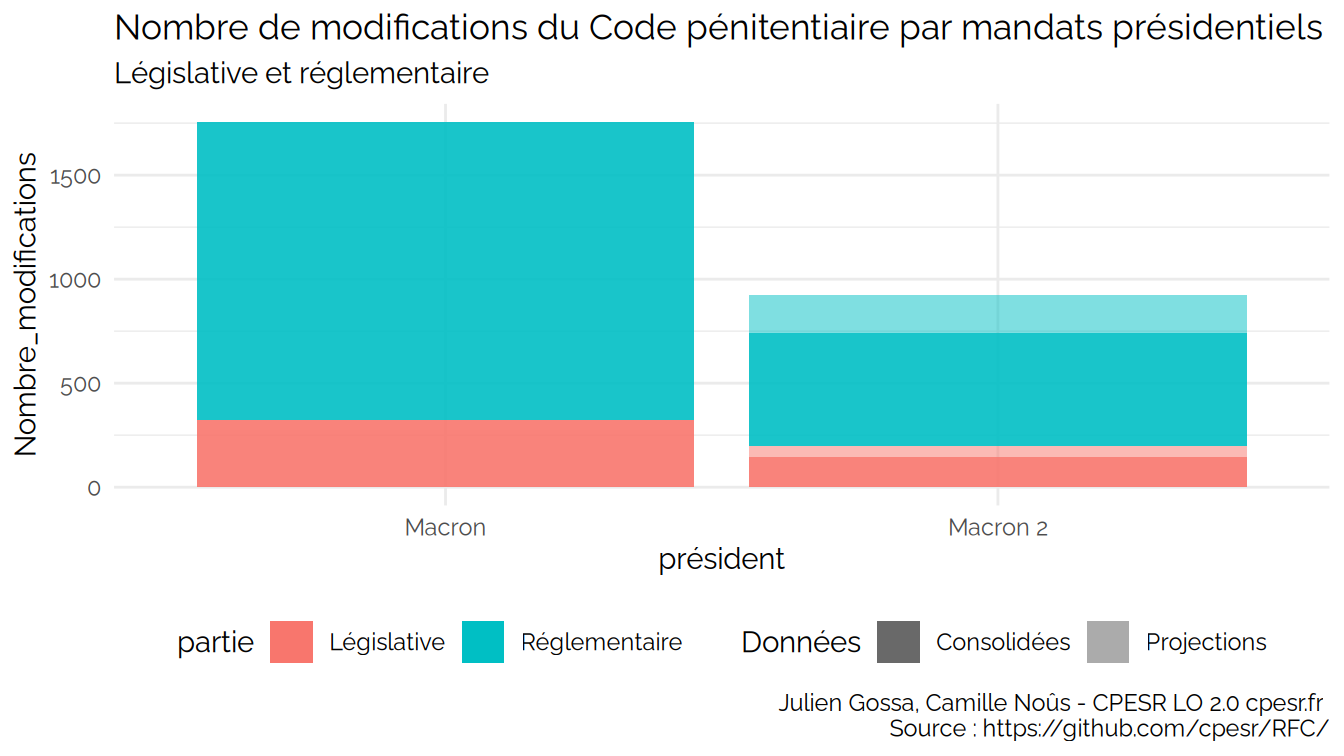 Nombre de modifications du Code pénitentiaire par mandats présidentiels
Législative et réglementaire
Nombre_modifications
1500
1000
500
0
Macron
Macron 2
président
partie
Législative
Réglementaire
Données
Consolidées
Projections
Julien Gossa, Camille Noûs - CPESR LO 2.0 cpesr.fr
Source : https://github.com/cpesr/RFC/